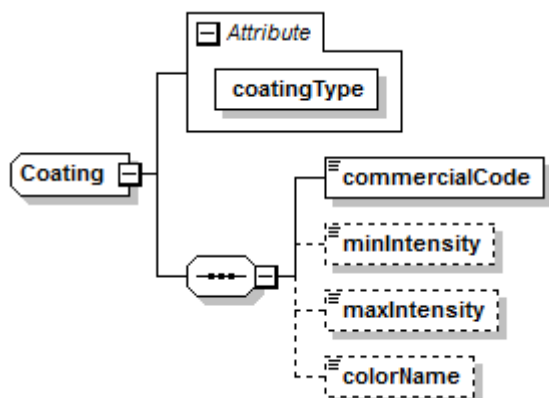 Attribute
coatingType
Coating
commercialCode
minIntensity
maxIntensity
colorName